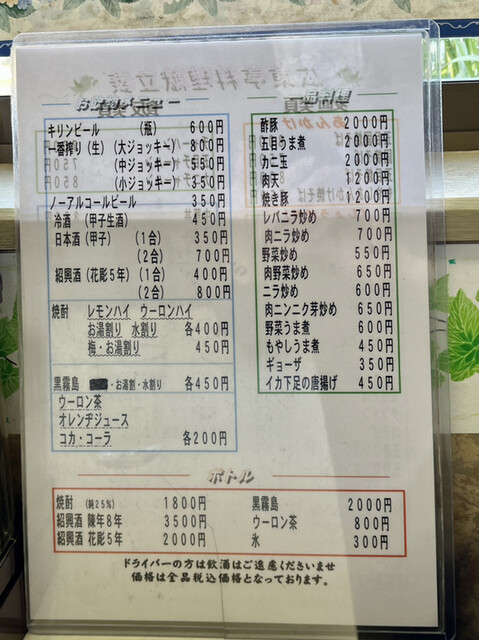 お飲みメニュー
キリンビール (瓶) 600円
一番搾り(生) (大ジョッキー) 800円
(中ジョッキー) 550円
(小ジョッキー) 350円
ノーアルコールビール 350円
冷酒 (甲子生酒) 450円
日本酒(甲子) (1合) 350円
(2合) 700円
紹興酒(花彫5年)(1合) 400円
(2合) 800円
焼酎 レモンハイ ウーロンハイ
お湯割り 水割り 各400円
梅・お湯割り 450円
黒霧島 ・お湯割・水割り 各450円
ウーロン茶
オレンヂジュース
コカ・コーラ 各200円
一品料理
酢豚 2000円
五目うま煮 2000円
カニ玉 2000円
肉天 1200円
焼き豚 1200円
レバニラ炒め 700円
肉ニラ炒め 700円
野菜炒め 550円
肉野菜炒め 650円
ニラ炒め 600円
肉ニンニク芽炒め 650円
野菜うま煮 600円
もやしうま煮 450円
ギョーザ 350円
イカ下足の唐揚げ 450円
ボトル
焼酎 (純25%) 1800円
紹興酒 陳年8年 3500円
紹興酒 花彫5年 2000円
黒霧島 2000円
ウーロン茶 800円
氷 300円
ドライバーの方は飲酒はご遠慮くださいませ
価格は全品税込価格となっております。